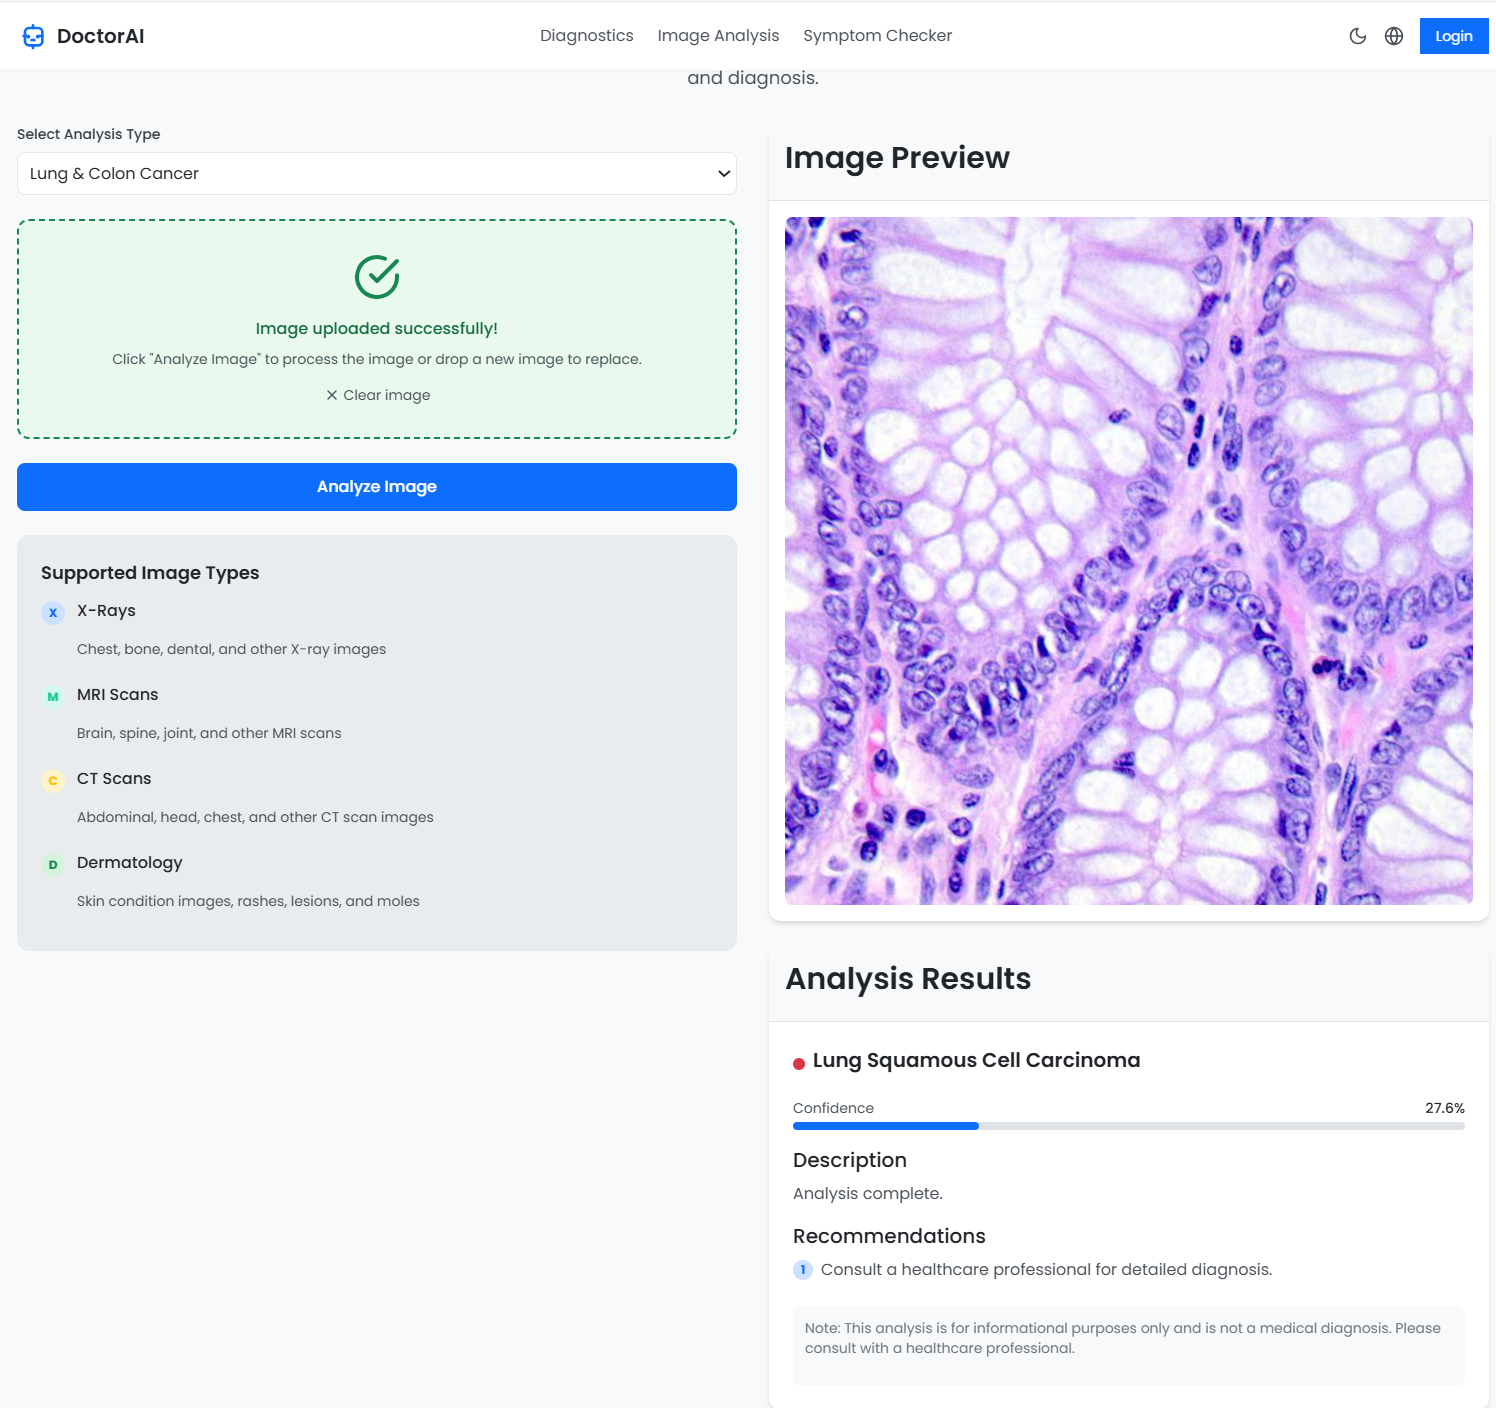 DoctorAI
Diagnostics
Image Analysis
Symptom Checker
Login
and diagnosis.
Select Analysis Type
Lung & Colon Cancer
Image uploaded successfully!
Click "Analyze Image" to process the image or drop a new image to replace.
Clear image
Analyze Image
Supported Image Types
X
X-Rays
Chest, bone, dental, and other X-ray images
M
MRI Scans
Brain, spine, joint, and other MRI scans
C
CT Scans
Abdominal, head, chest, and other CT scan images
D
Dermatology
Skin condition images, rashes, lesions, and moles
Image Preview
Analysis Results
Lung Squamous Cell Carcinoma
Confidence
27.6%
Description
Analysis complete.
Recommendations
1 Consult a healthcare professional for detailed diagnosis.
Note: This analysis is for informational purposes only and is not a medical diagnosis. Please
consult with a healthcare professional.